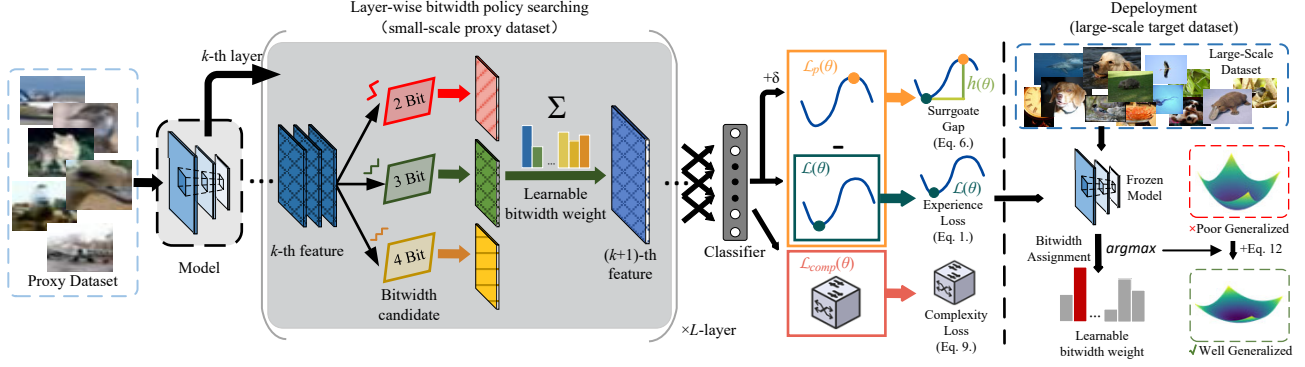 Layer-wise bitwidth policy searching
（small-scale proxy dataset）
k-th layer
Proxy Dataset
Model
...
k-th feature
2 Bit
3 Bit
4 Bit
Bitwidth
candidate
Σ
...
Learnable
bitwidth weight
(k+1)-th
feature
×L-layer
...
Classifier
+δ
ℒp(θ)
-
ℒ(θ)
ℒcomp(θ)
h(θ)
Surrgoate
Gap
(Eq. 6.)
ℒ(θ)
Experience
Loss
(Eq. 1.)
Complexity
Loss
(Eq. 9.)
Depeloyment
(large-scale target dataset)
Large-Scale
Dataset
Frozen
Model
×Poor Generalized
Bitwidth
Assignment
argmax
+Eq. 12
...
Learnable
bitwidth weight
√Well Generalized